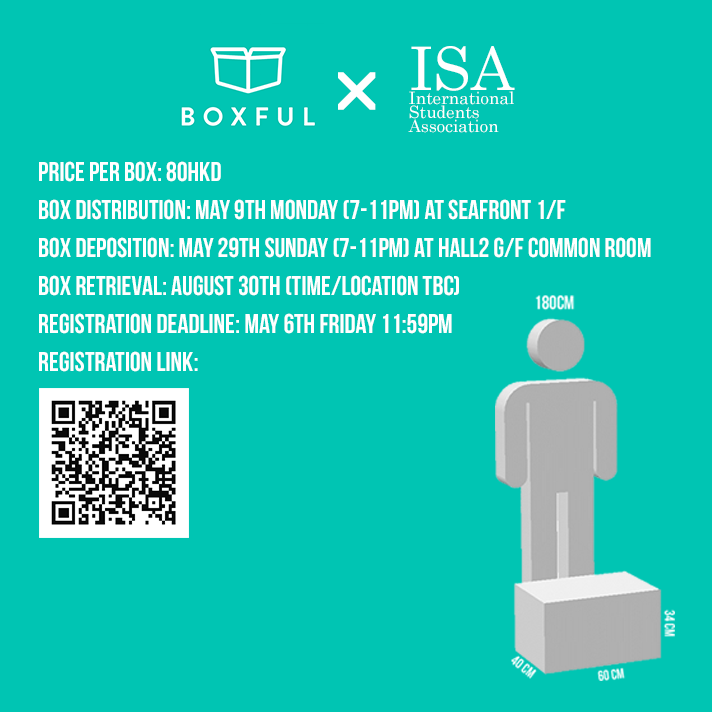 BOXFUL
X
ISA
International
Students
Association
PRICE PER BOX: 80HKD
BOX DISTRIBUTION: MAY 9TH MONDAY (7-11PM) AT SEAFRONT 1/F
BOX DEPOSITION: MAY 29TH SUNDAY (7-11PM) AT HALL2 G/F COMMON ROOM
BOX RETRIEVAL: AUGUST 30TH (TIME/LOCATION TBC)
REGISTRATION DEADLINE: MAY 6TH FRIDAY 11:59PM
REGISTRATION LINK:
180CM
34 CM
40 CM
60 CM